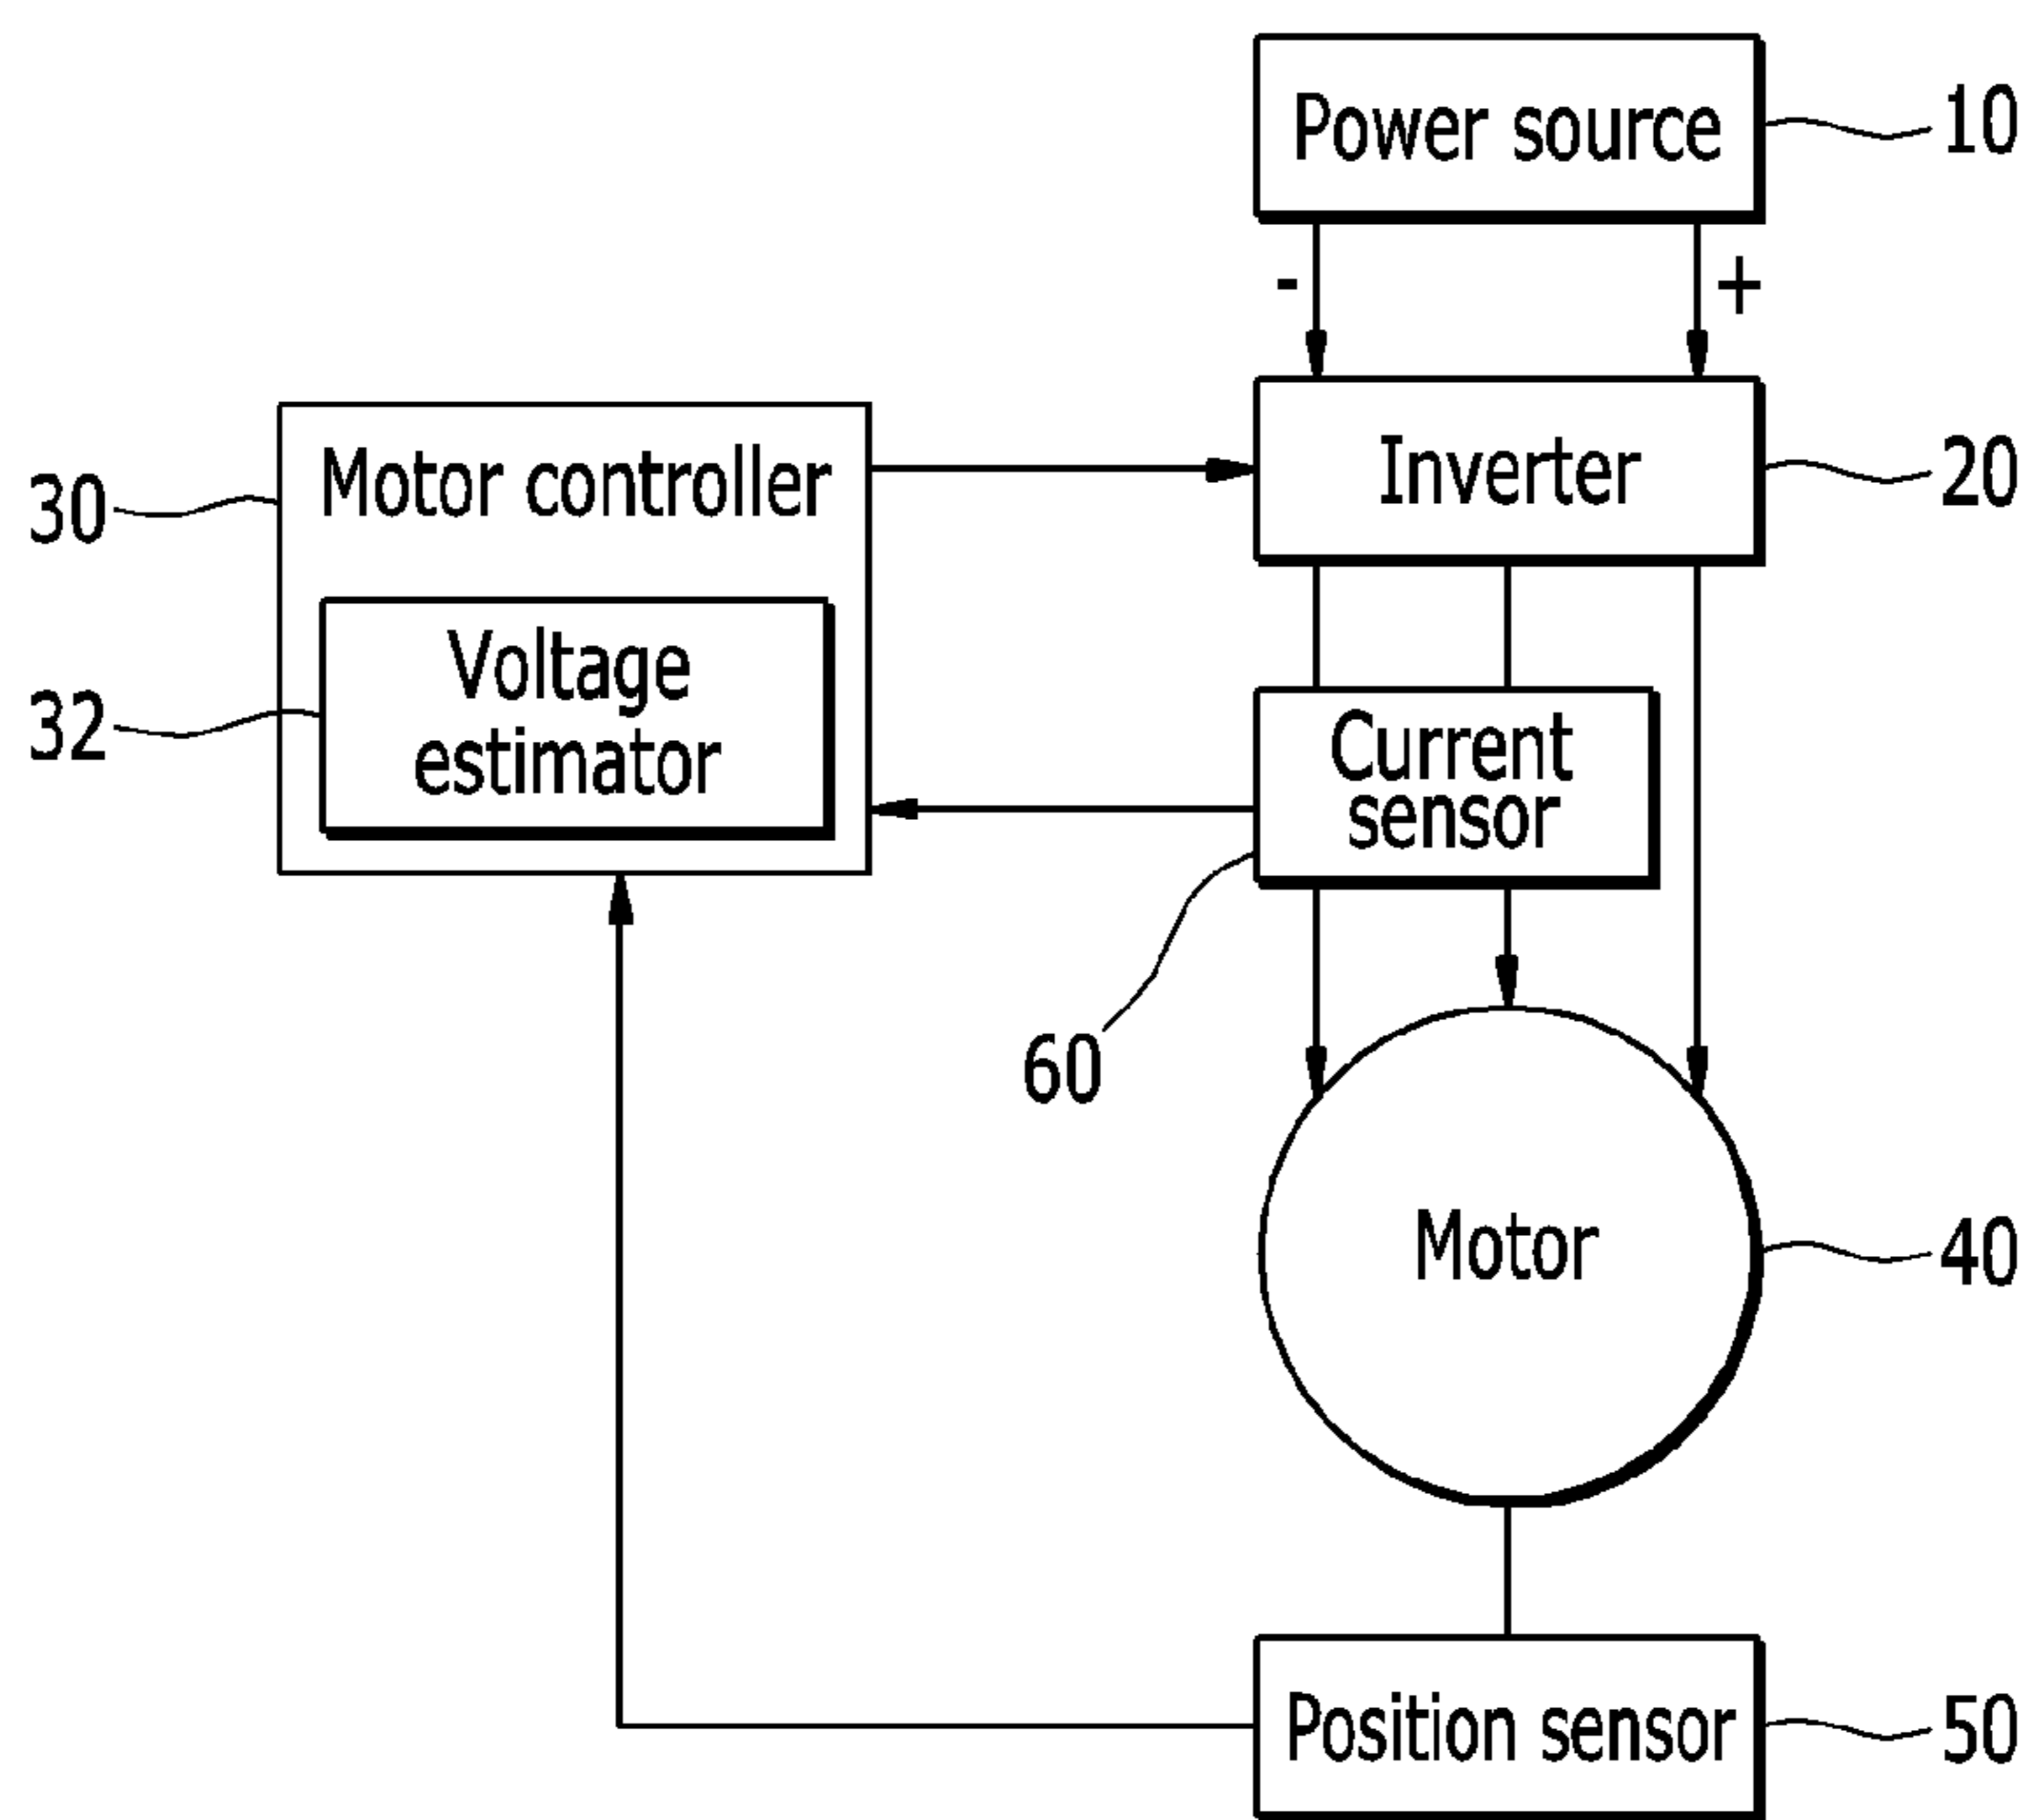 Power source
10
- +
Motor controller
Inverter
20
30
Voltage
estimator
32
Current
sensor
60
Motor
40
Position sensor
50